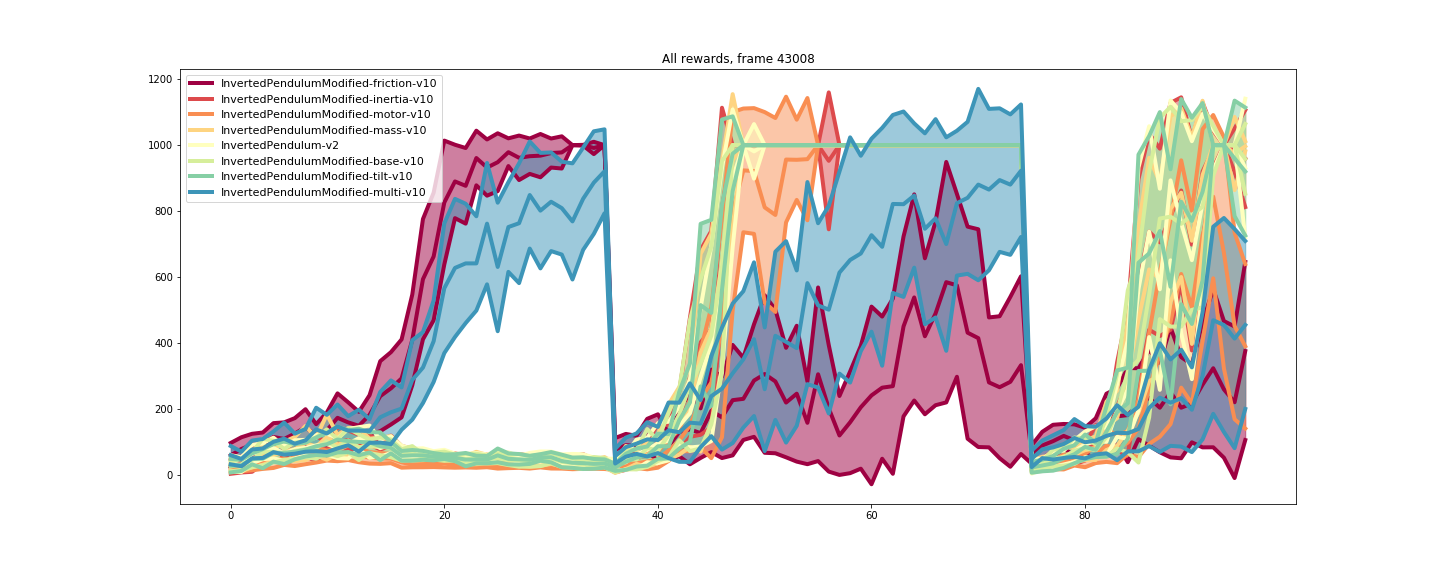 All rewards, frame 43008
1200
1000
800
600
400
200
0
InvertedPendulumModified-friction-v10
InvertedPendulumModified-inertia-v10
InvertedPendulumModified-motor-v10
InvertedPendulumModified-mass-v10
InvertedPendulum-v2
InvertedPendulumModified-base-v10
InvertedPendulumModified-tilt-v10
InvertedPendulumModified-multi-v10
0 20 40 60 80